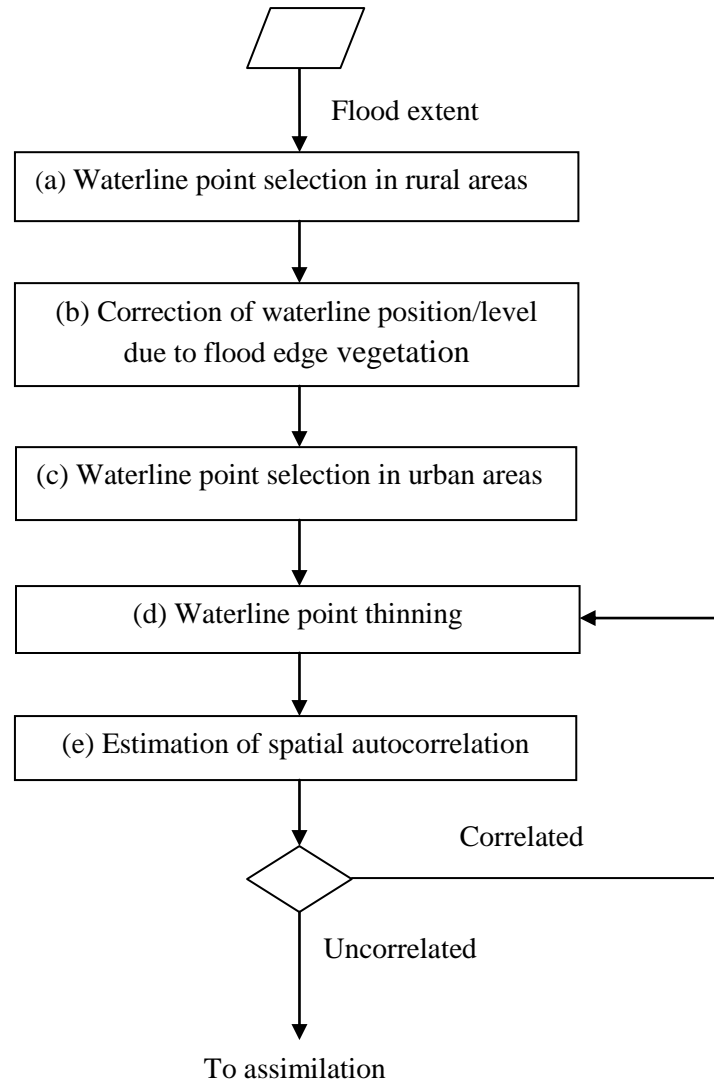 Flood extent
(a) Waterline point selection in rural areas
(b) Correction of waterline position/level
due to flood edge vegetation
(c) Waterline point selection in urban areas
(d) Waterline point thinning
(e) Estimation of spatial autocorrelation
Correlated
Uncorrelated
To assimilation